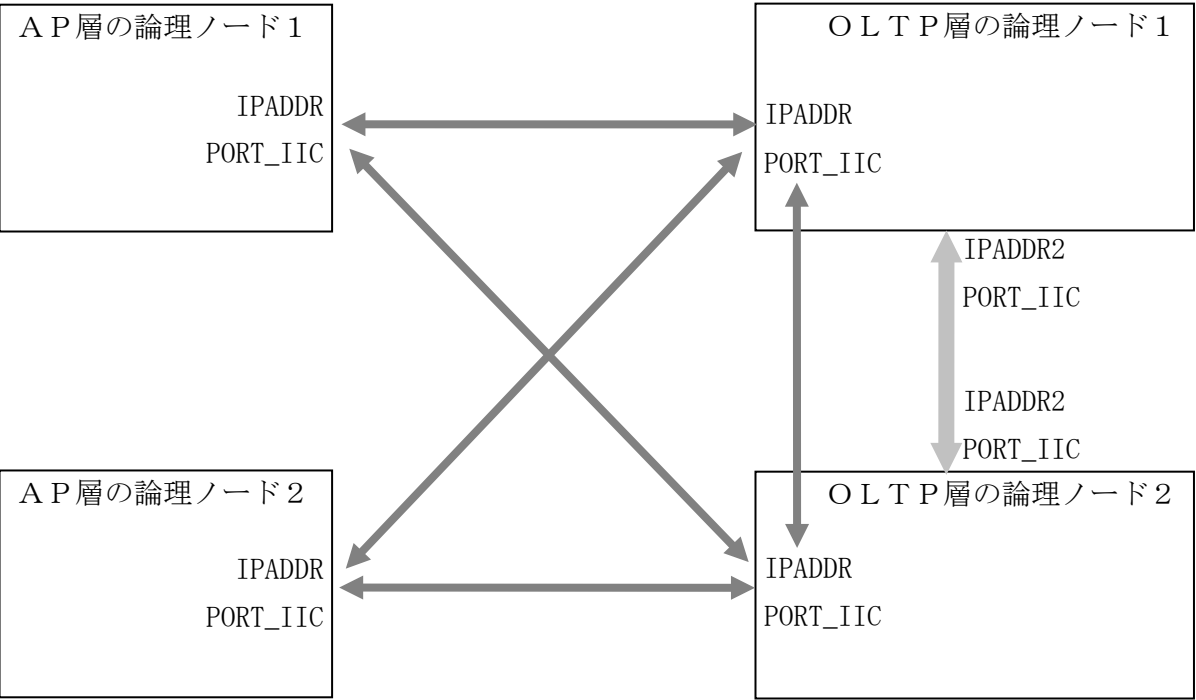 ＡＰ層の論理ノード１
IPADDR
PORT_IIC
ＯＬＴＰ層の論理ノード１
IPADDR
PORT_IIC
IPADDR2
PORT_IIC
IPADDR2
PORT_IIC
ＡＰ層の論理ノード２
IPADDR
PORT_IIC
ＯＬＴＰ層の論理ノード２
IPADDR
PORT_IIC